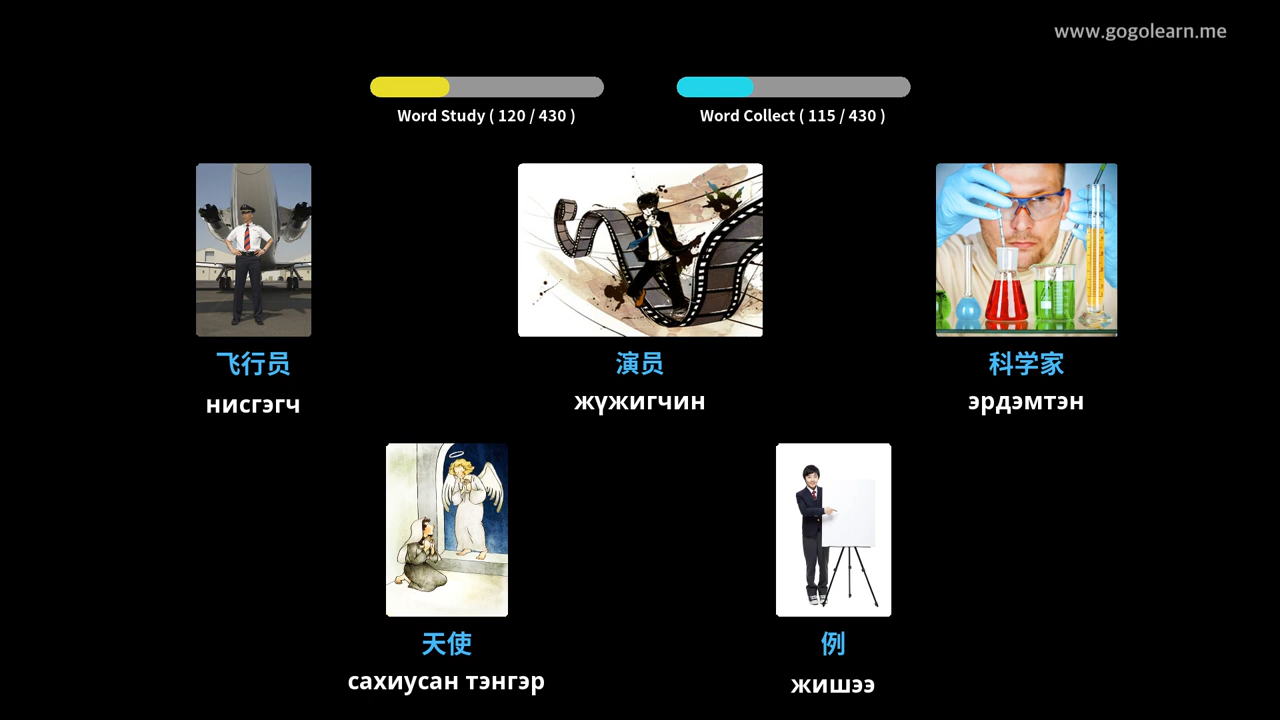 www.gogolearn.me
Word Study ( 120 / 430 )
Word Collect ( 115 / 430 )
飞行员
演员
科学家
нисгэгч
жүжигчин
эрдэмтэн
天使
例
сахиусан тэнгэр
жишээ